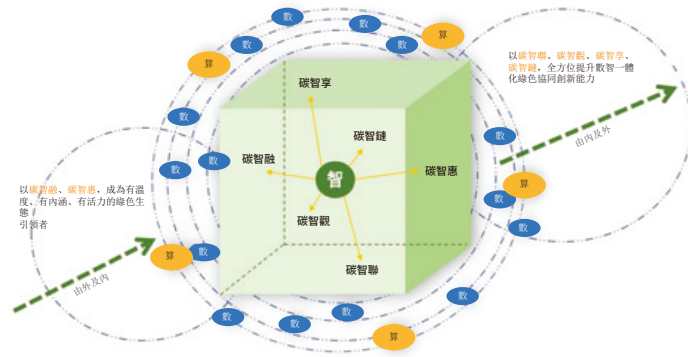 數
數
算
數
數
數
算
以碳智聯、碳智觀、碳智享、
碳智鏈，全方位提升數智一體
化綠色協同創新能力
由內及外
碳智享
碳智鏈
碳智融
碳智惠
智
碳智觀
碳智聯
數
數
數
數
數
算
數
以碳智融、碳智惠，成為有溫
度、有內涵、有活力的綠色生
態
引領者
由外及內
算
數
數
數
數
數
算